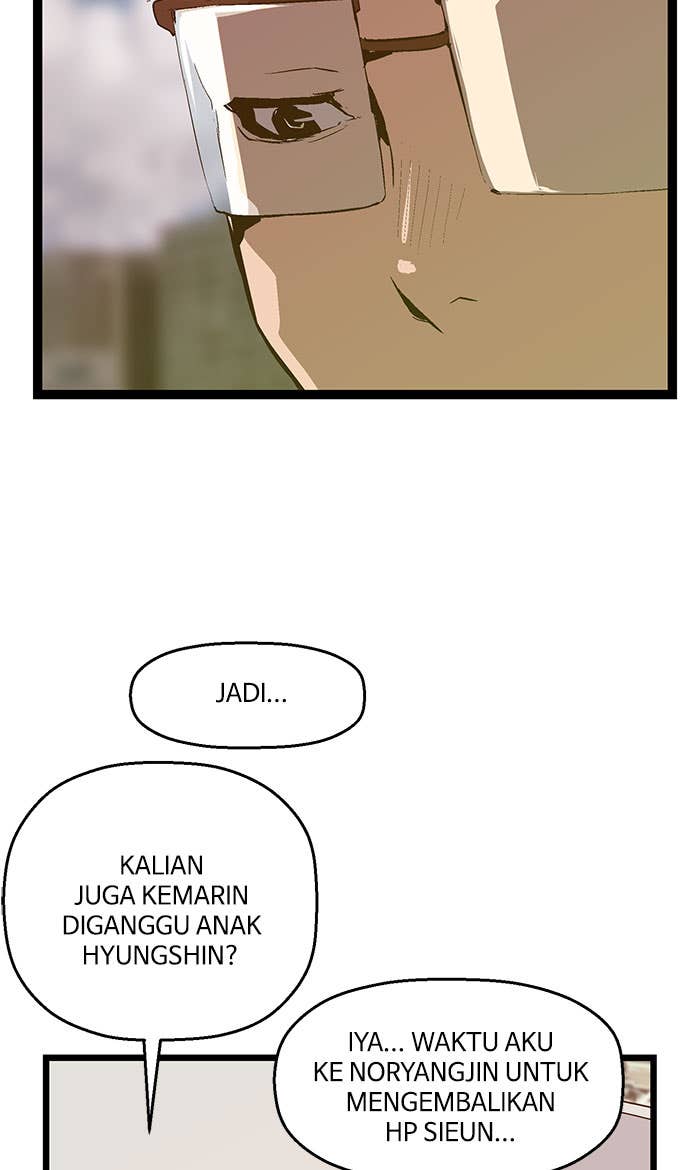 JADI...
KALIAN
JUGA KEMARIN
DIGANGGU ANAK
HYUNGSHIN?
IYA... WAKTU AKU
KE NORYANGJIN UNTUK
MENGEMBALIKAN
HP SIEUN...